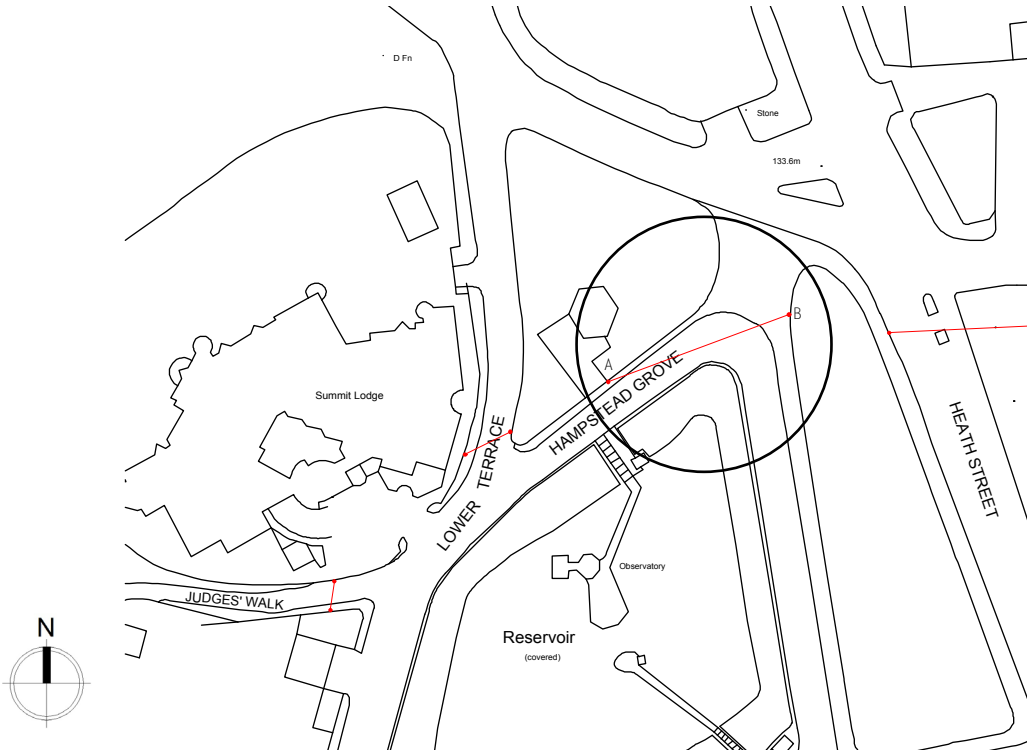 D Fn
Stone
133.6m
B
A
HAMPSTEAD GROVE
Summit Lodge
HEATH STREET
LOWER TERRACE
Observatory
JUDGES' WALK
N
Reservoir
(covered)